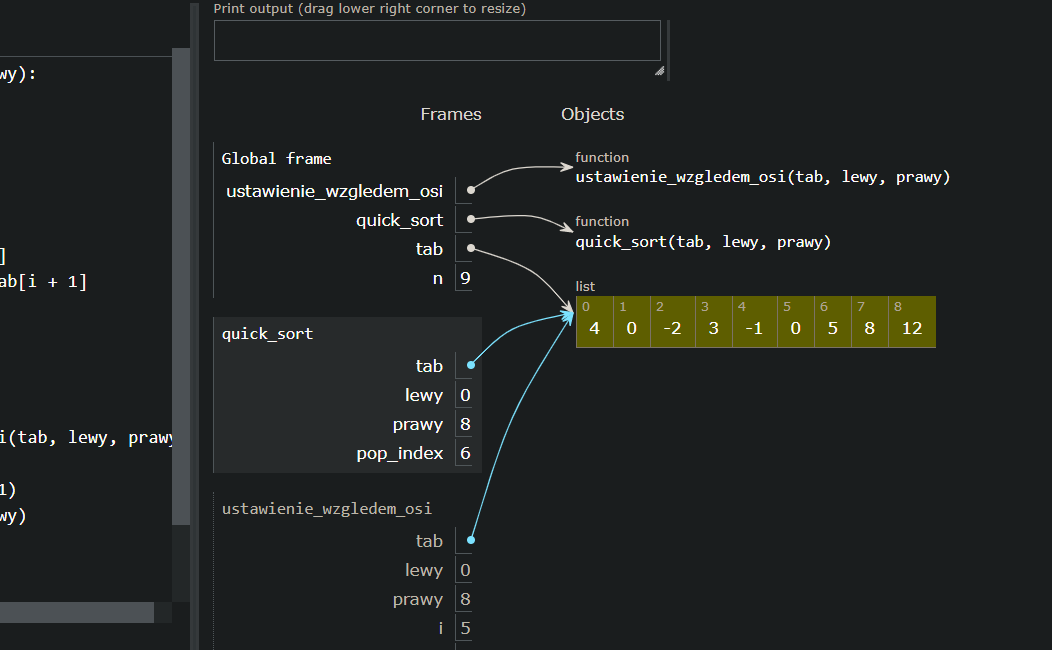 Print output (drag lower right corner to resize)
wy):
]
ab[i + 1]
i(tab, lewy, prawy
1)
wy)
Frames Objects
Global frame
ustawienie_wzgledem_osi
quick_sort
tab
n 9
function
ustawienie_wzgledem_osi(tab, lewy, prawy)
function
quick_sort(tab, lewy, prawy)
list
0 1 2 3 4 5 6 7 8
4 0 -2 3 -1 0 5 8 12
quick_sort
tab
lewy 0
prawy 8
pop_index 6
ustawienie_wzgledem_osi
tab
lewy 0
prawy 8
i 5